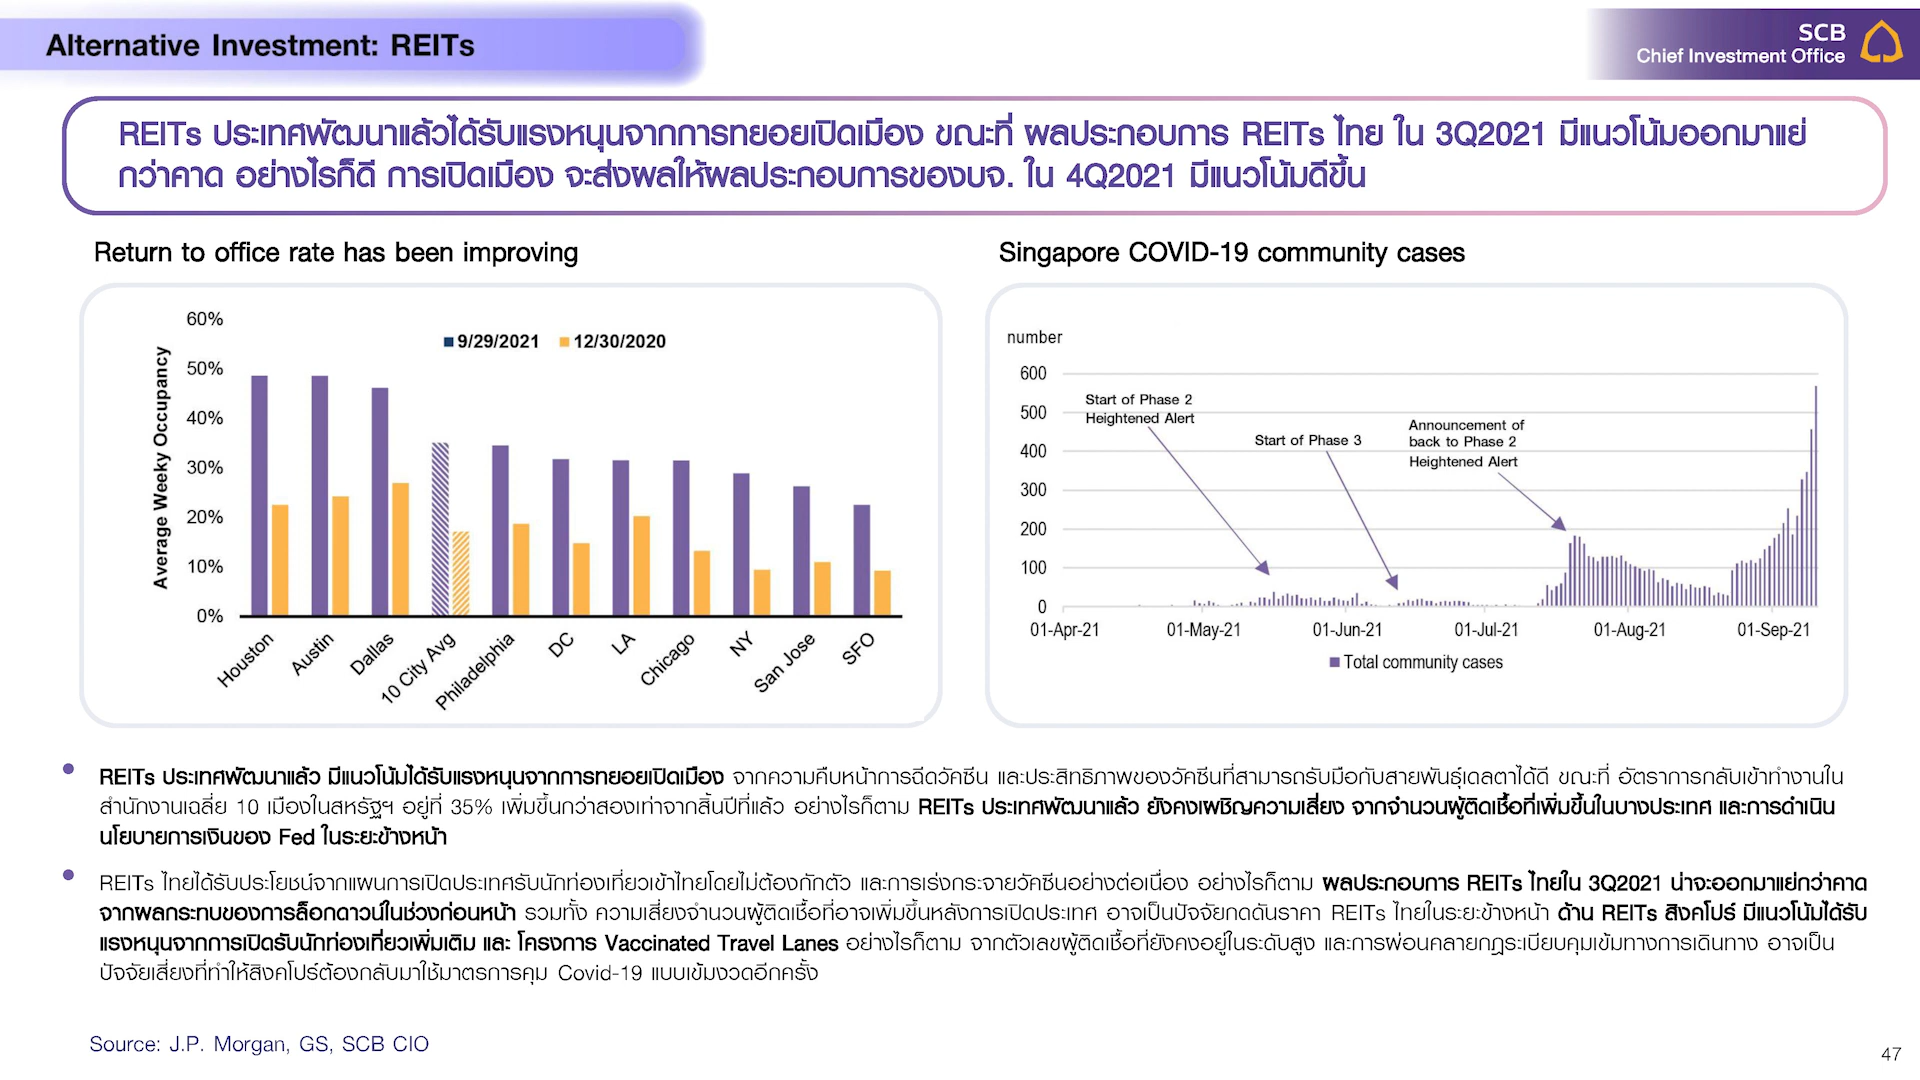 Alternative Investment: REITs
SCB
Chief Investment Office
REITs ประเทศพัฒนาแล้วได้รับแรงหนุนจากการทยอยเปิดเมือง ขณะที่ ผลประกอบการ REITs ไทย ใน 3Q2021 มีแนวโน้มออกมาแย่
กว่าคาด อย่างไรก็ดี การเปิดเมือง จะส่งผลให้ผลประกอบการของบจ. ใน 4Q2021 มีแนวโน้มดีขึ้น
Return to office rate has been improving
Average Weeky Occupancy
60%
50%
40%
30%
20%
10%
0%
9/29/2021
12/30/2020
Houston
Austin
Dallas
10 City Avg
Philadelphia
DC
LA
Chicago
NY
San Jose
SFO
Singapore COVID-19 community cases
number
600
500
400
300
200
100
0
Start of Phase 2
Heightened Alert
Start of Phase 3
Announcement of
back to Phase 2
Heightened Alert
01-Apr-21
01-May-21
01-Jun-21
01-Jul-21
01-Aug-21
01-Sep-21
Total community cases
• REITs ประเทศพัฒนาแล้ว มีแนวโน้มได้รับแรงหนุนจากการทยอยเปิดเมือง จากความคืบหน้าการฉีดวัคซีน และประสิทธิภาพของวัคซีนที่สามารถรับมือกับสายพันธุ์เดลตาได้ดี ขณะที่ อัตราการกลับเข้าทำงานใน
สำนักงานเฉลี่ย 10 เมืองในสหรัฐฯ อยู่ที่ 35% เพิ่มขึ้นกว่าสองเท่าจากสิ้นปีที่แล้ว อย่างไรก็ตาม REITs ประเทศพัฒนาแล้ว ยังคงเผชิญความเสี่ยง จากจำนวนผู้ติดเชื้อที่เพิ่มขึ้นในบางประเทศ และการดำเนิน
นโยบายการเงินของ Fed ในระยะข้างหน้า
• REITs ไทยได้รับประโยชน์จากแผนการเปิดประเทศรับนักท่องเที่ยวเข้าไทยโดยไม่ต้องกักตัว และการเร่งกระจายวัคซีนอย่างต่อเนื่อง อย่างไรก็ตาม ผลประกอบการ REITs ไทยใน 3Q2021 น่าจะออกมาแย่กว่าคาด
จากผลกระทบของการล็อกดาวน์ในช่วงก่อนหน้า รวมทั้ง ความเสี่ยงจำนวนผู้ติดเชื้อที่อาจเพิ่มขึ้นหลังการเปิดประเทศ อาจเป็นปัจจัยกดดันราคา REITs ไทยในระยะข้างหน้า ด้าน REITs สิงคโปร์ มีแนวโน้มได้รับ
แรงหนุนจากการเปิดรับนักท่องเที่ยวเพิ่มเติม และ โครงการ Vaccinated Travel Lanes อย่างไรก็ตาม จากตัวเลขผู้ติดเชื้อที่ยังคงอยู่ในระดับสูง และการผ่อนคลายกฎระเบียบคุมเข้มทางการเดินทาง อาจเป็น
ปัจจัยเสี่ยงที่ทำให้สิงคโปร์ต้องกลับมาใช้มาตรการคุม Covid-19 แบบเข้มงวดอีกครั้ง
Source: J.P. Morgan, GS, SCB CIO
47